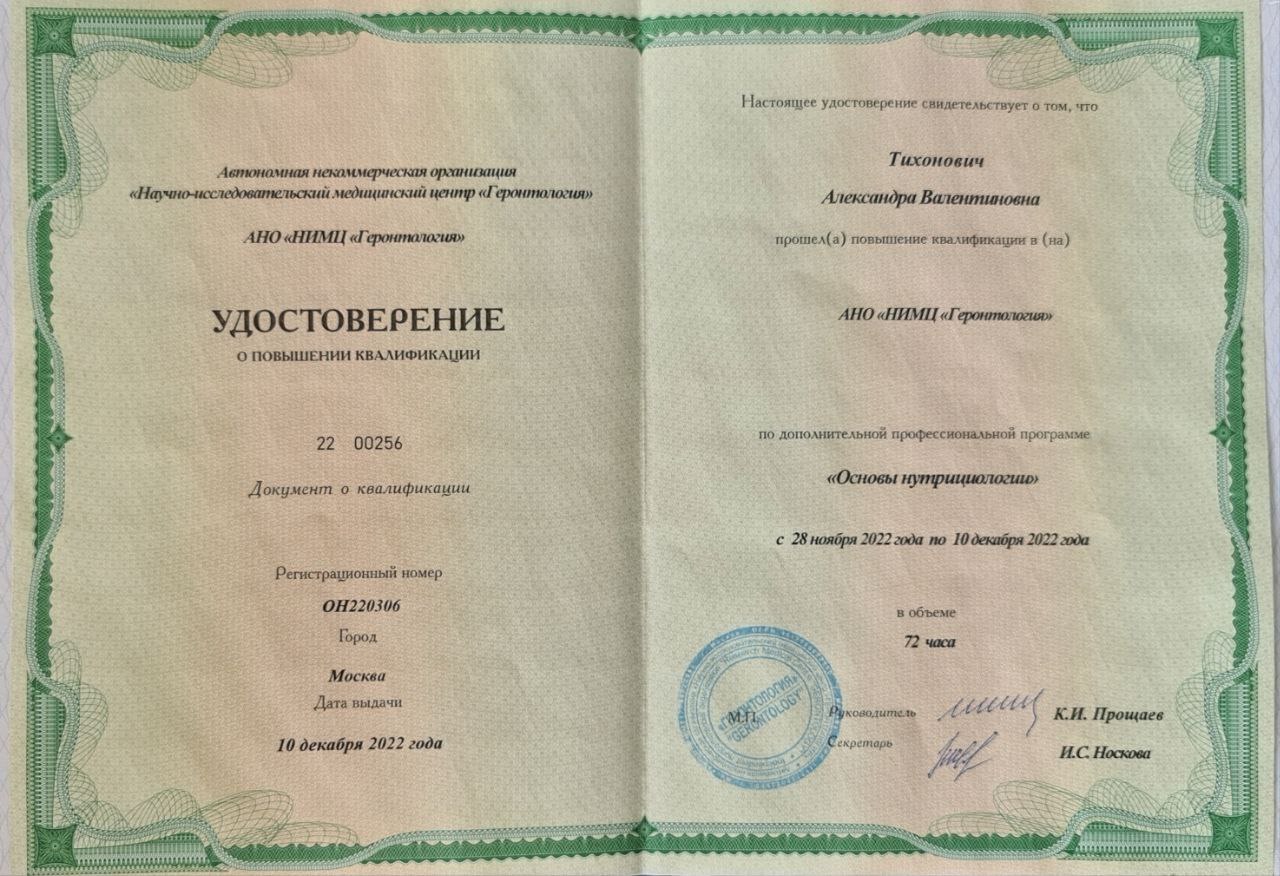 Автономная некоммерческая организация
«Научно-исследовательский медицинский центр «Геронтология»
АНО «НИМЦ «Геронтология»
УДОСТОВЕРЕНИЕ
О ПОВЫШЕНИИ КВАЛИФИКАЦИИ
22 00256
Документ о квалификации
Регистрационный номер
ОН220306
Город
Москва
Дата выдачи
10 декабря 2022 года
Настоящее удостоверение свидетельствует о том, что
Тихонович
Александра Валентиновна
прошел(а) повышение квалификации в (на)
АНО «НИМЦ «Геронтология»
по дополнительной профессиональной программе
«Основы нутрициологии»
с 28 ноября 2022 года по 10 декабря 2022 года
в объеме
72 часа
М.П.
«ГЕРОНТОЛОГИЯ»
"GERONTOLOGY"
Руководитель
К.И. Прощаев
Секретарь
И.С. Носкова